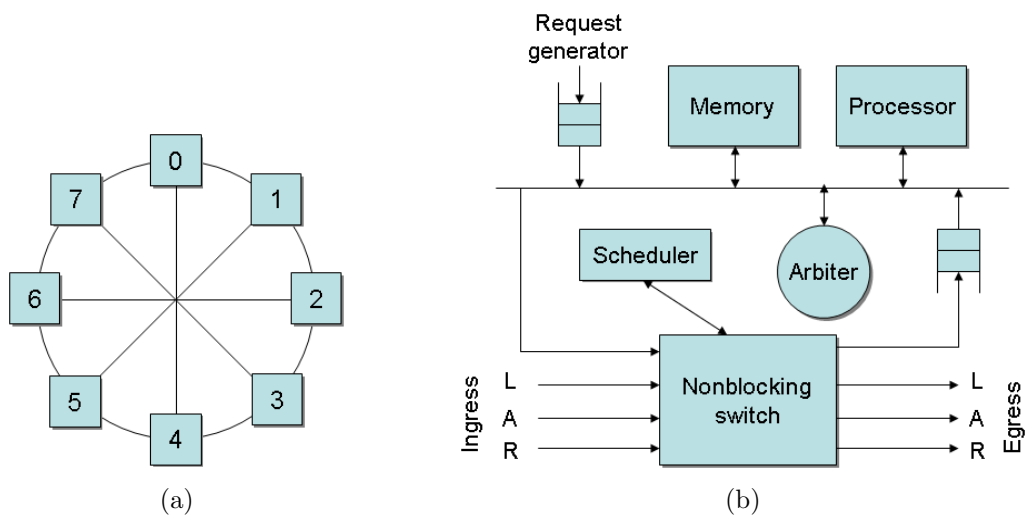 0
1
2
3
4
5
6
7
(a)
Request
generator
Memory
Processor
Scheduler
Arbiter
Nonblocking
switch
Ingress
L
A
R
L
A
R
Egress
(b)